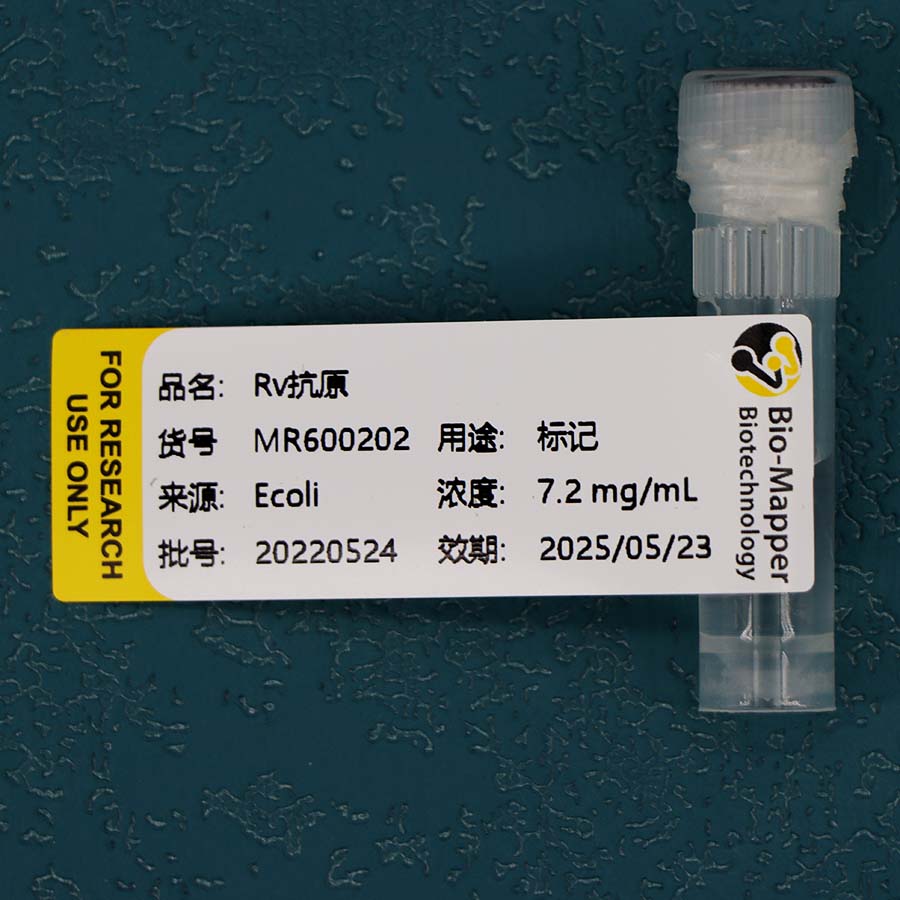 FOR RESEARCH
USE ONLY
品名: Rv抗原
货号 MR600202 用途: 标记
来源: Ecoli 浓度: 7.2 mg/mL
批号: 20220524 效期: 2025/05/23
Bio-Mapper
Biotechnology